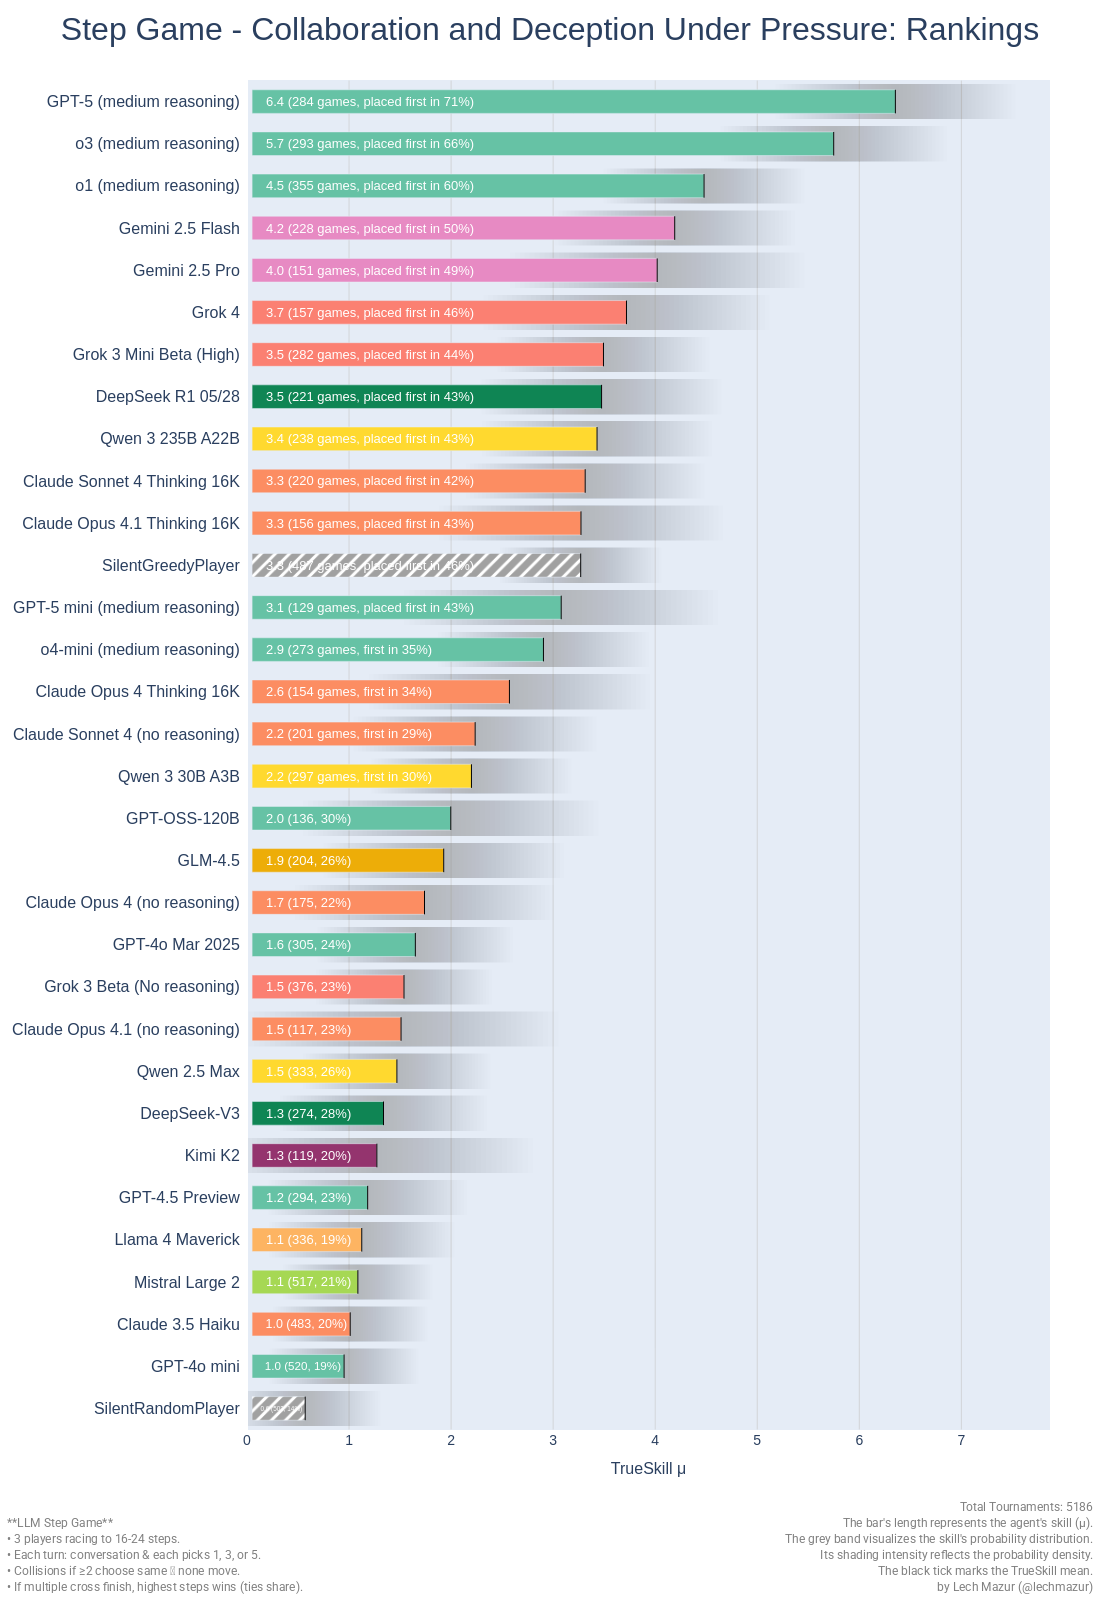 Step Game - Collaboration and Deception Under Pressure: Rankings
GPT-5 (medium reasoning) 6.4 (284 games, placed first in 71%)
o3 (medium reasoning) 5.7 (293 games, placed first in 66%)
o1 (medium reasoning) 4.5 (355 games, placed first in 60%)
Gemini 2.5 Flash 4.2 (228 games, placed first in 50%)
Gemini 2.5 Pro 4.0 (151 games, placed first in 49%)
Grok 4 3.7 (157 games, placed first in 46%)
Grok 3 Mini Beta (High) 3.5 (282 games, placed first in 44%)
DeepSeek R1 05/28 3.5 (221 games, placed first in 43%)
Qwen 3 235B A22B 3.4 (238 games, placed first in 43%)
Claude Sonnet 4 Thinking 16K 3.3 (220 games, placed first in 42%)
Claude Opus 4.1 Thinking 16K 3.3 (156 games, placed first in 43%)
SilentGreedyPlayer 3.3 (487 games, placed first in 46%)
GPT-5 mini (medium reasoning) 3.1 (129 games, placed first in 43%)
o4-mini (medium reasoning) 2.9 (273 games, first in 35%)
Claude Opus 4 Thinking 16K 2.6 (154 games, first in 34%)
Claude Sonnet 4 (no reasoning) 2.2 (201 games, first in 29%)
Qwen 3 30B A3B 2.2 (297 games, first in 30%)
GPT-OSS-120B 2.0 (136, 30%)
GLM-4.5 1.9 (204, 26%)
Claude Opus 4 (no reasoning) 1.7 (175, 22%)
GPT-4o Mar 2025 1.6 (305, 24%)
Grok 3 Beta (No reasoning) 1.5 (376, 23%)
Claude Opus 4.1 (no reasoning) 1.5 (117, 23%)
Qwen 2.5 Max 1.5 (333, 26%)
DeepSeek-V3 1.3 (274, 28%)
Kimi K2 1.3 (119, 20%)
GPT-4.5 Preview 1.2 (294, 23%)
Llama 4 Maverick 1.1 (336, 19%)
Mistral Large 2 1.1 (517, 21%)
Claude 3.5 Haiku 1.0 (483, 20%)
GPT-4o mini 1.0 (520, 19%)
SilentRandomPlayer
0 1 2 3 4 5 6 7
TrueSkill μ
**LLM Step Game**
• 3 players racing to 16-24 steps.
• Each turn: conversation & each picks 1, 3, or 5.
• Collisions if ≥2 choose same none move.
• If multiple cross finish, highest steps wins (ties share).
Total Tournaments: 5186
The bar's length represents the agent's skill (μ).
The grey band visualizes the skill's probability distribution.
Its shading intensity reflects the probability density.
The black tick marks the TrueSkill mean.
by Lech Mazur (@lechmazur)